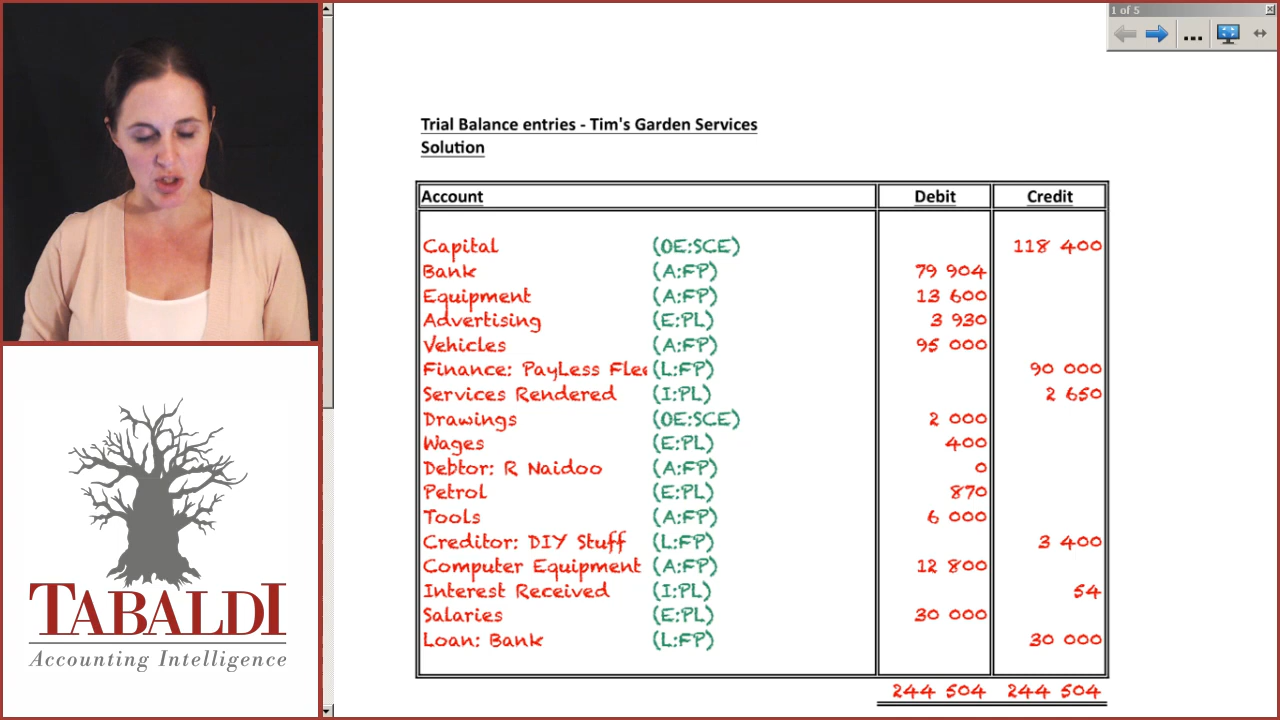 1 of 5
Trial Balance entries - Tim's Garden Services
Solution
Account Debit Credit
Capital (OE:SCE) 118 400
Bank (A:FP) 79 904
Equipment (A:FP) 13 600
Advertising (E:PL) 3 930
Vehicles (A:FP) 95 000
Finance: PayLess Flee (L:FP) 90 000
Services Rendered (I:PL) 2 650
Drawings (OE:SCE) 2 000
Wages (E:PL) 400
Debtor: R Naidoo (A:FP) 0
Petrol (E:PL) 870
Tools (A:FP) 6 000
Creditor: DIY Stuff (L:FP) 3 400
Computer Equipment (A:FP) 12 800
Interest Received (I:PL) 54
Salaries (E:PL) 30 000
Loan: Bank (L:FP) 30 000
244 504 244 504
TABALDI
Accounting Intelligence